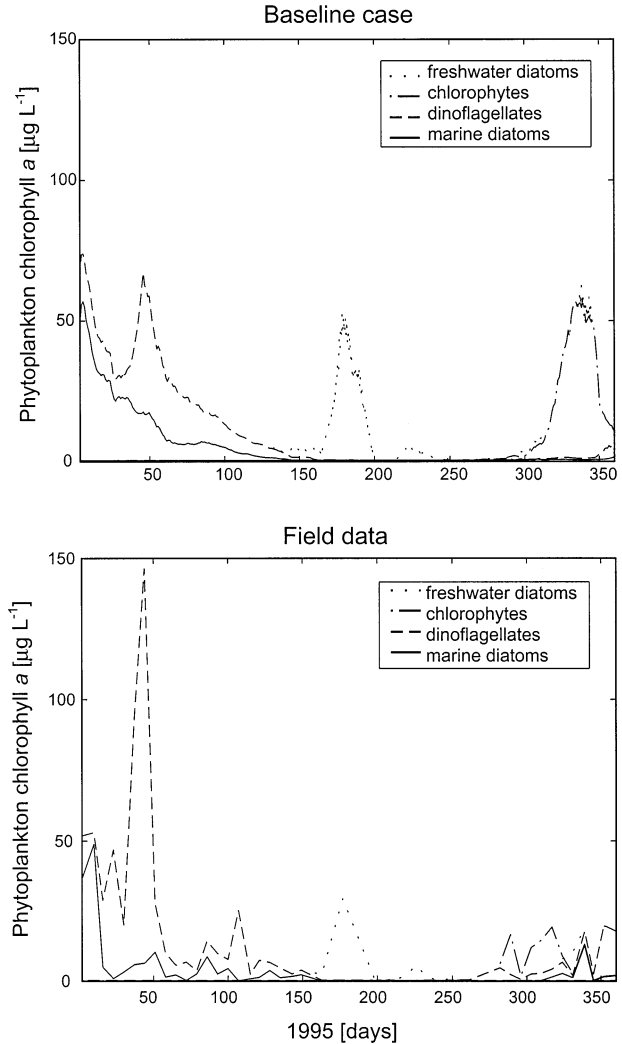 Baseline case
150
100
50
0
Phytoplankton chlorophyll a [μg L-1]
freshwater diatoms
chlorophytes
dinoflagellates
marine diatoms
50 100 150 200 250 300 350
Field data
150
100
50
0
Phytoplankton chlorophyll a [μg L-1]
freshwater diatoms
chlorophytes
dinoflagellates
marine diatoms
50 100 150 200 250 300 350
1995 [days]